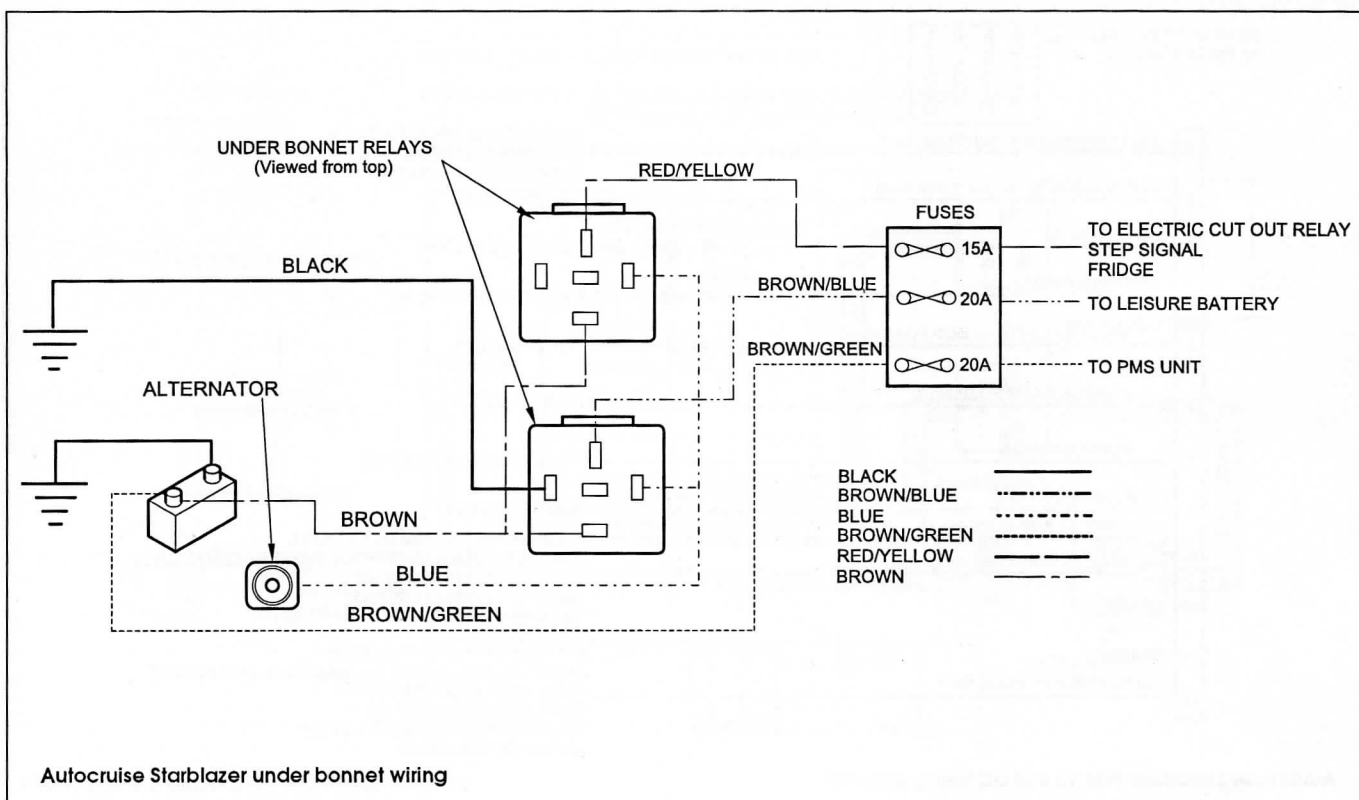 UNDER BONNET RELAYS
(Viewed from top)
RED/YELLOW
FUSES
15A
TO ELECTRIC CUT OUT RELAY
STEP SIGNAL
FRIDGE
BLACK
BROWN/BLUE
20A
TO LEISURE BATTERY
BROWN/GREEN
20A
TO PMS UNIT
ALTERNATOR
BROWN
BLUE
BROWN/GREEN
BLACK
BROWN/BLUE
BLUE
BROWN/GREEN
RED/YELLOW
BROWN
Autocruise Starblazer under bonnet wiring